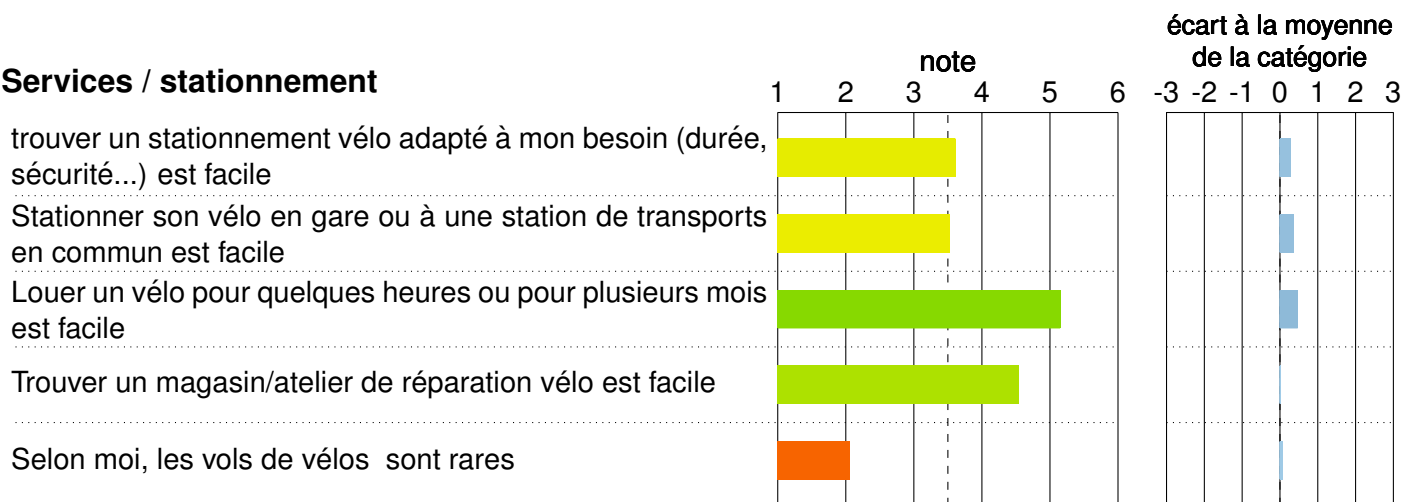 écart à la moyenne
note de la catégorie
Services / stationnement
1 2 3 4 5 6 -3 -2 -1 0 1 2 3
trouver un stationnement vélo adapté à mon besoin (durée,
sécurité...) est facile
Stationner son vélo en gare ou à une station de transports
en commun est facile
Louer un vélo pour quelques heures ou pour plusieurs mois
est facile
Trouver un magasin/atelier de réparation vélo est facile
Selon moi, les vols de vélos sont rares